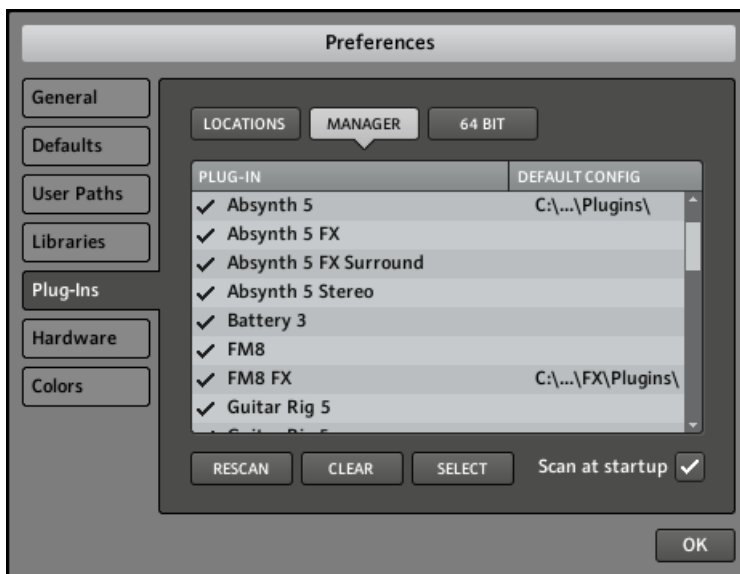 Preferences
General
Defaults
User Paths
Libraries
Plug-Ins
Hardware
Colors
LOCATIONS MANAGER 64 BIT
PLUG-IN DEFAULT CONFIG
Absynth 5 C:\...\Plugins\
Absynth 5 FX
Absynth 5 FX Surround
Absynth 5 Stereo
Battery 3
FM8
FM8 FX C:\...\FX\Plugins\
Guitar Rig 5
RESCAN CLEAR SELECT Scan at startup
OK